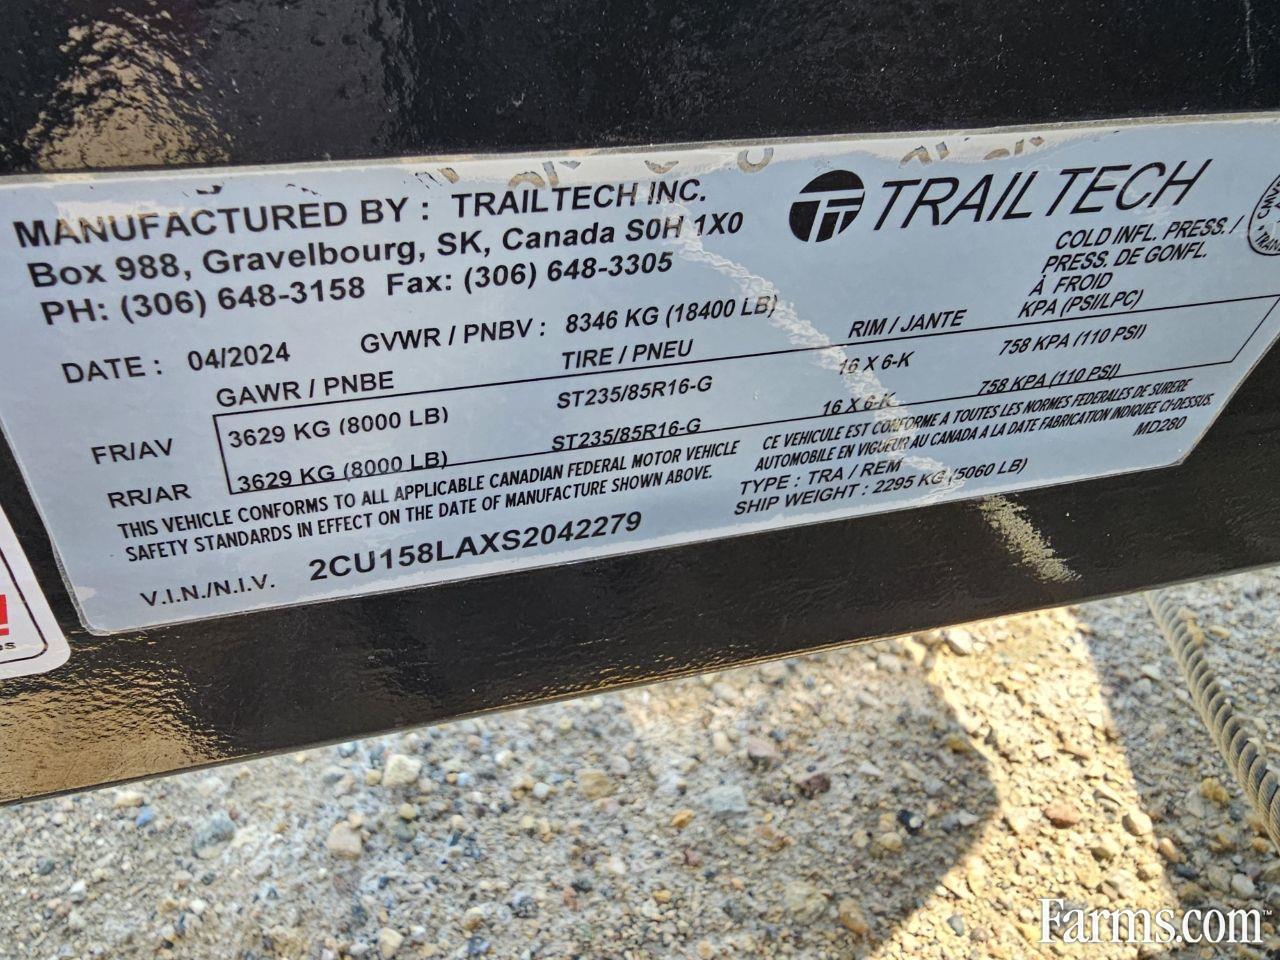 MANUFACTURED BY : TRAILTECH INC.
Box 988, Gravelbourg, SK, Canada S0H 1X0
PH: (306) 648-3158 Fax: (306) 648-3305
TRAILTECH
DATE : 04/2024 GVWR / PNBV : 8346 KG (18400 LB)
GAWR / PNBE TIRE / PNEU RIM / JANTE COLD INFL. PRESS. /
PRESS. DE GONFL.
À FROID
KPA (PSI/LPC)
FR/AV 3629 KG (8000 LB) ST235/85R16-G 16 X 6-K 758 KPA (110 PSI)
RR/AR 3629 KG (8000 LB) ST235/85R16-G 16 X 6-K 758 KPA (110 PSI)
THIS VEHICLE CONFORMS TO ALL APPLICABLE CANADIAN FEDERAL MOTOR VEHICLE
SAFETY STANDARDS IN EFFECT ON THE DATE OF MANUFACTURE SHOWN ABOVE.
CE VEHICULE EST CONFORME A TOUTES LES NORMES FEDERALES DE SURERE
AUTOMOBILE EN VIGUEUR AU CANADA A LA DATE FABRICATION INDIQUEE CI-DESSUS.
MD280
TYPE : TRA / REM
SHIP WEIGHT : 2295 KG (5060 LB)
V.I.N./N.I.V. 2CU158LAXS2042279
Farms.com™